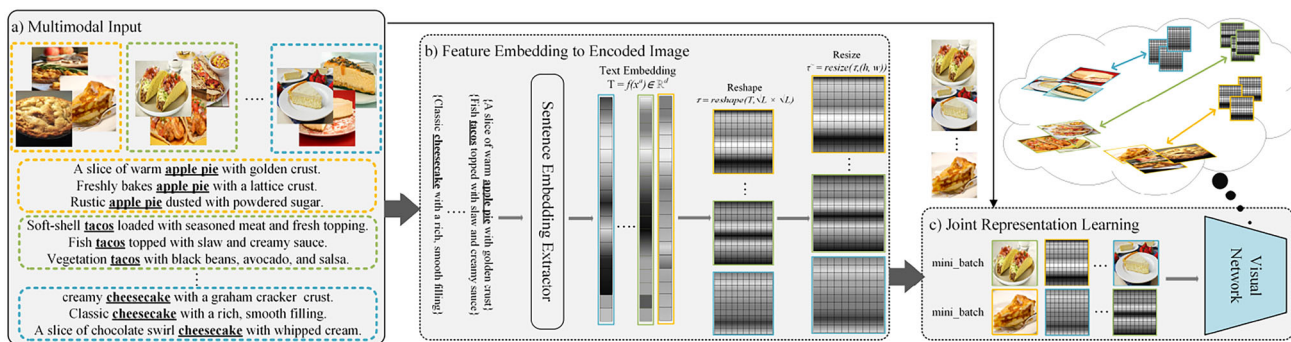 a) Multimodal Input
A slice of warm apple pie with golden crust.
Freshly bakes apple pie with a lattice crust.
Rustic apple pie dusted with powdered sugar.
Soft-shell tacos loaded with seasoned meat and fresh topping.
Fish tacos topped with slaw and creamy sauce.
Vegetation tacos with black beans, avocado, and salsa.
creamy cheesecake with a graham cracker crust.
Classic cheesecake with a rich, smooth filling.
A slice of chocolate swirl cheesecake with whipped cream.
b) Feature Embedding to Encoded Image
{Classic cheesecake with a rich, smooth filling}
{Fish tacos topped with slaw and creamy sauce}
{A slice of warm apple pie with golden crust}
Sentence Embedding Extractor
Text Embedding
T = f(xᵘ) ∈ ℝᵈ
Reshape
τ = reshape(T,√L × √L)
Resize
τ` = resize(τ,(h, w))
c) Joint Representation Learning
mini_batch
mini_batch
Visual Network